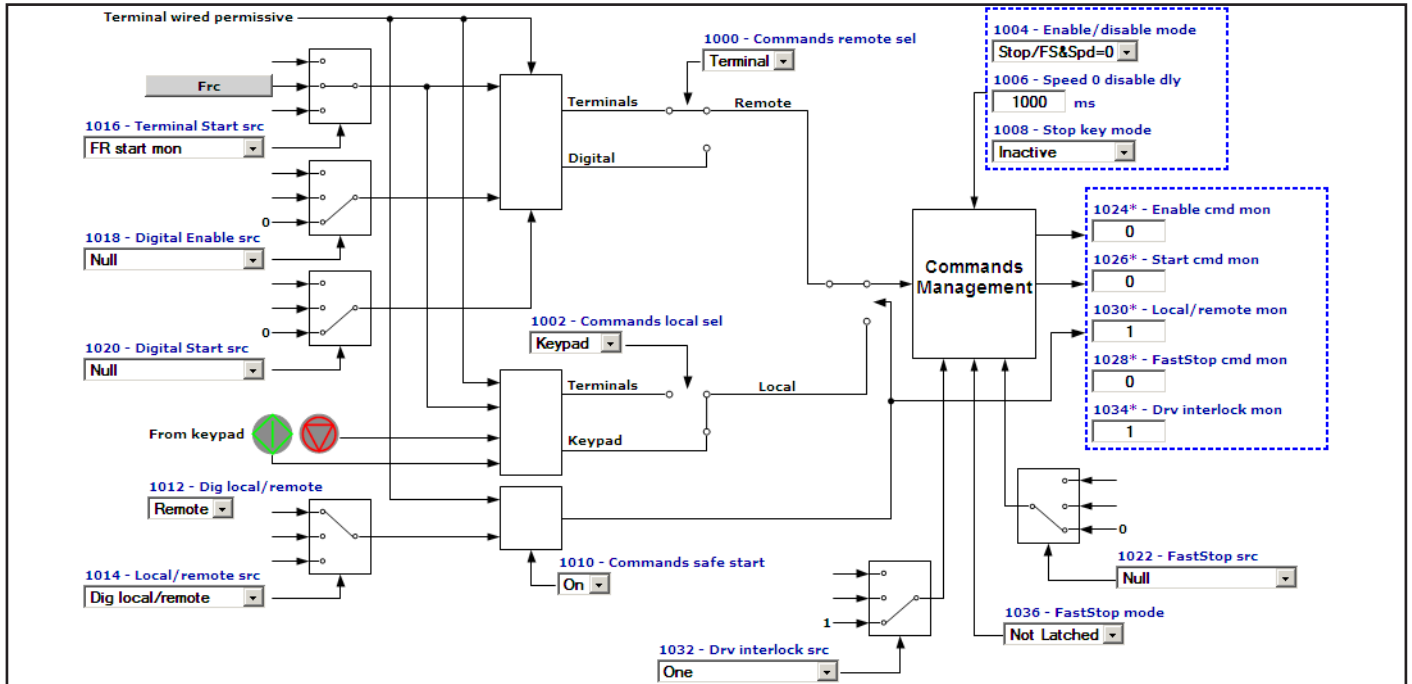 Terminal wired permissive
1000 - Commands remote sel
Terminal
1004 - Enable/disable mode
Stop/FS&Spd=0
1006 - Speed 0 disable dly
1000 ms
1008 - Stop key mode
Inactive
Frc
1016 - Terminal Start src
FR start mon
Terminals
Remote
Digital
0
1018 - Digital Enable src
Null
0
1020 - Digital Start src
Null
Commands
Management
1024* - Enable cmd mon
0
1026* - Start cmd mon
0
1030* - Local/remote mon
1
1028* - FastStop cmd mon
0
1034* - Drv interlock mon
1
1002 - Commands local sel
Keypad
Terminals
Local
Keypad
From keypad
1012 - Dig local/remote
Remote
1014 - Local/remote src
Dig local/remote
1010 - Commands safe start
On
0
1022 - FastStop src
Null
1036 - FastStop mode
Not Latched
1
1032 - Drv interlock src
One